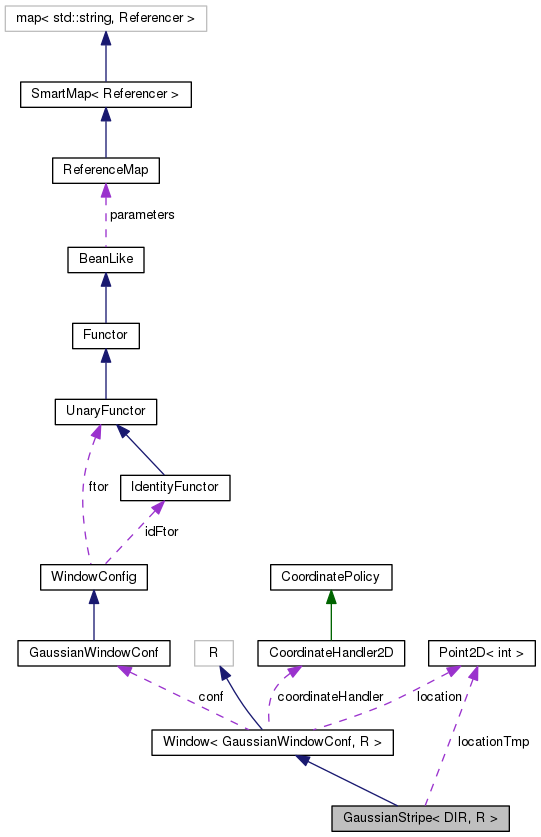 map< std::string, Referencer >
SmartMap< Referencer >
ReferenceMap
parameters
BeanLike
Functor
UnaryFunctor
ftor
IdentityFunctor
idFtor
WindowConfig
CoordinatePolicy
GaussianWindowConf
R
CoordinateHandler2D
Point2D< int >
conf
coordinateHandler
location
Window< GaussianWindowConf, R >
locationTmp
GaussianStripe< DIR, R >